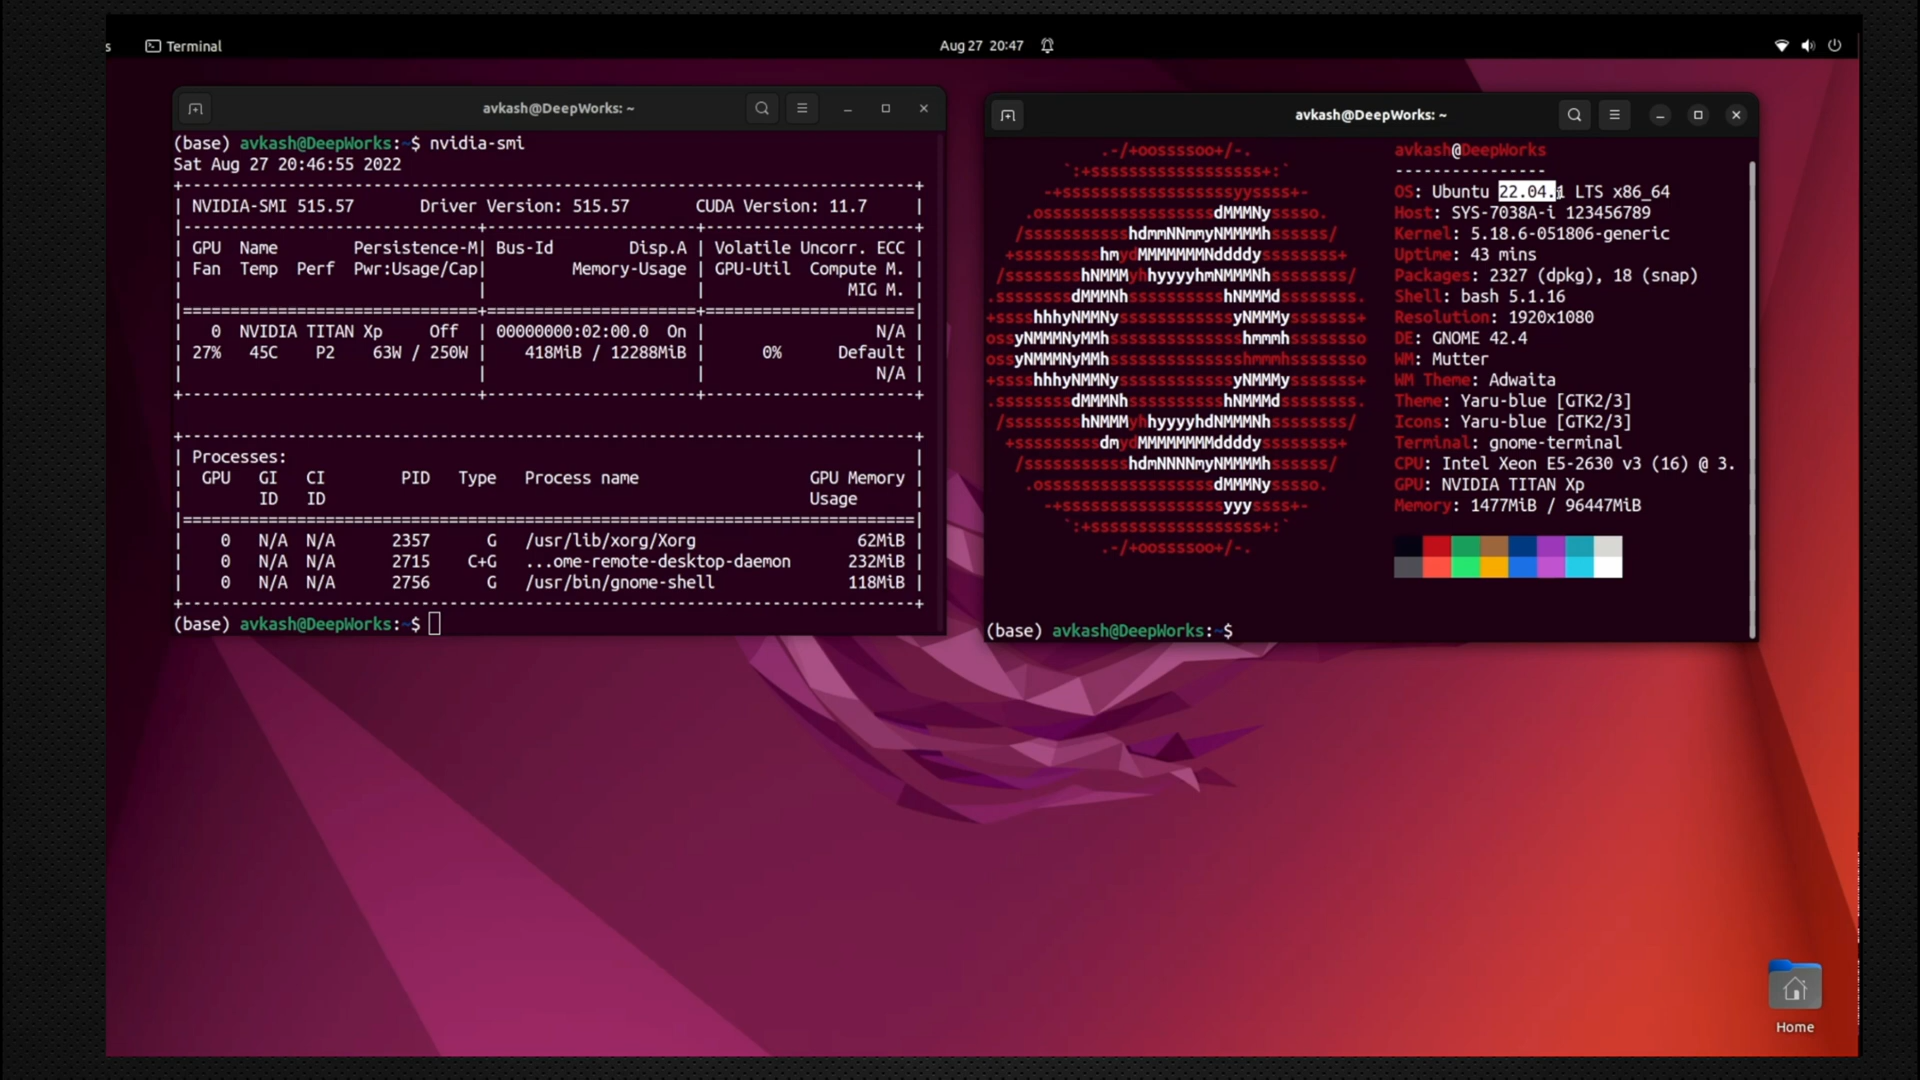 s Terminal Aug 27 20:47
avkash@DeepWorks: ~
(base) avkash@DeepWorks:~$ nvidia-smi
Sat Aug 27 20:46:55 2022
+-----------------------------------------------------------------------------+
| NVIDIA-SMI 515.57       Driver Version: 515.57       CUDA Version: 11.7     |
|-------------------------------+----------------------+----------------------+
| GPU  Name        Persistence-M| Bus-Id        Disp.A | Volatile Uncorr. ECC |
| Fan  Temp  Perf  Pwr:Usage/Cap|         Memory-Usage | GPU-Util  Compute M. |
|                               |                      |               MIG M. |
|===============================+======================+======================|
|   0  NVIDIA TITAN Xp     Off  | 00000000:02:00.0  On |                  N/A |
| 27%   45C    P2    63W / 250W |    418MiB / 12288MiB |      0%      Default |
|                               |                      |                  N/A |
+-------------------------------+----------------------+----------------------+
+-----------------------------------------------------------------------------+
| Processes:                                                                  |
|  GPU   GI   CI        PID   Type   Process name                  GPU Memory |
|        ID   ID                                                   Usage      |
|=============================================================================|
|    0   N/A  N/A      2357      G   /usr/lib/xorg/Xorg                 62MiB |
|    0   N/A  N/A      2715    C+G   ...ome-remote-desktop-daemon      232MiB |
|    0   N/A  N/A      2756      G   /usr/bin/gnome-shell              118MiB |
+-----------------------------------------------------------------------------+
(base) avkash@DeepWorks:~$
avkash@DeepWorks: ~
avkash@DeepWorks
----------------
OS: Ubuntu 22.04.1 LTS x86_64
Host: SYS-7038A-i 123456789
Kernel: 5.18.6-051806-generic
Uptime: 43 mins
Packages: 2327 (dpkg), 18 (snap)
Shell: bash 5.1.16
Resolution: 1920x1080
DE: GNOME 42.4
WM: Mutter
WM Theme: Adwaita
Theme: Yaru-blue [GTK2/3]
Icons: Yaru-blue [GTK2/3]
Terminal: gnome-terminal
CPU: Intel Xeon E5-2630 v3 (16) @ 3.
GPU: NVIDIA TITAN Xp
Memory: 1477MiB / 96447MiB
(base) avkash@DeepWorks:~$
Home